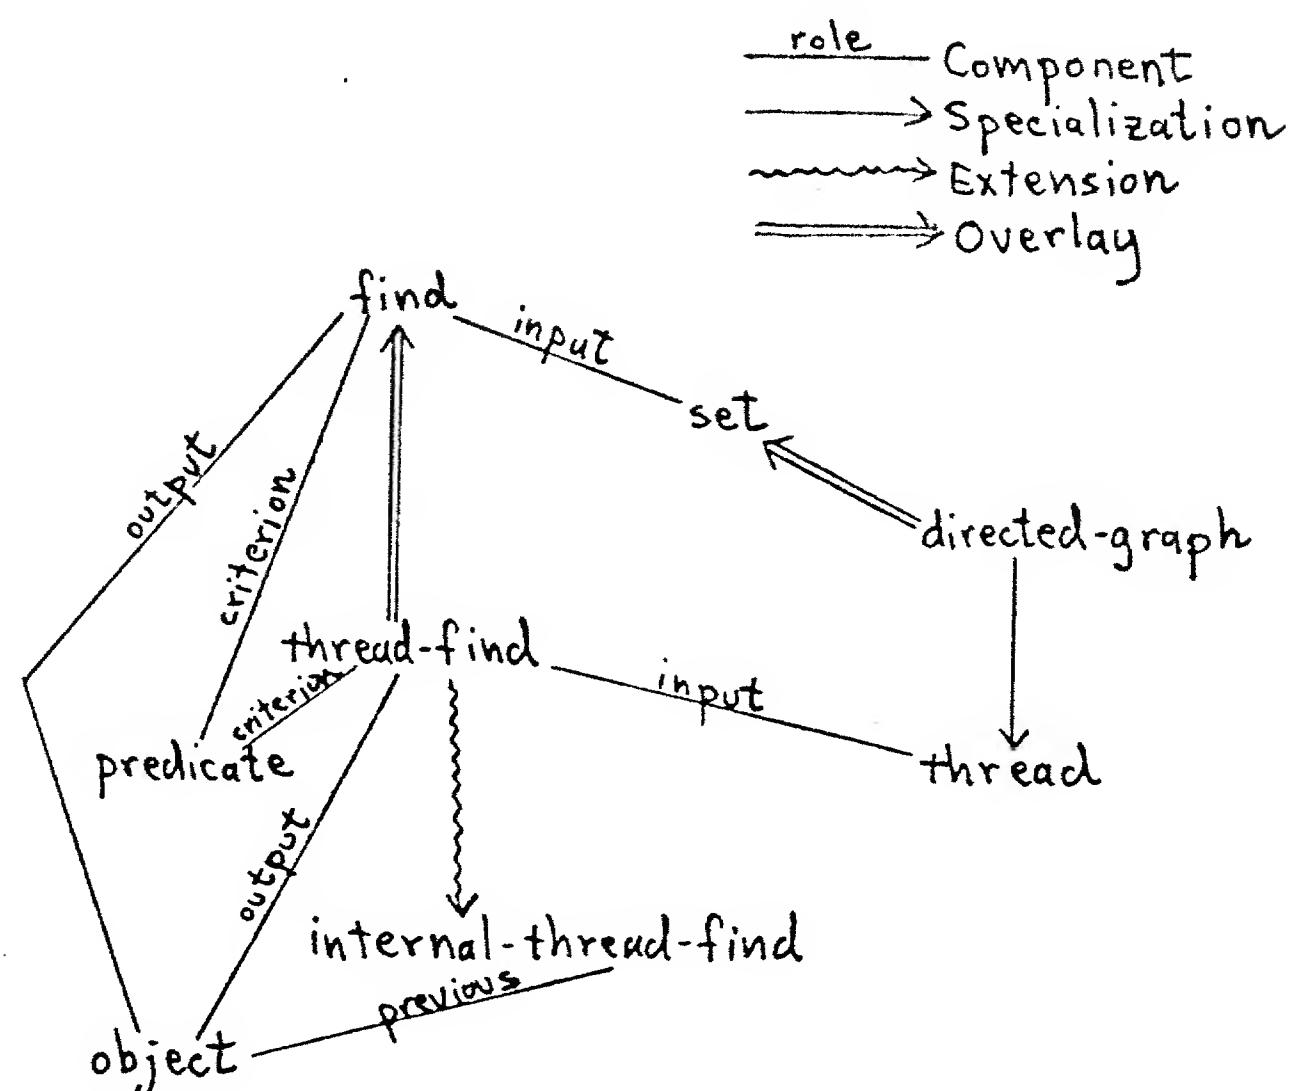 role
Component
Specialization
Extension
Overlay
find
input
set
output
criterion
directed-graph
thread-find
criterion
input
predicate
thread
output
internal-thread-find
previous
object